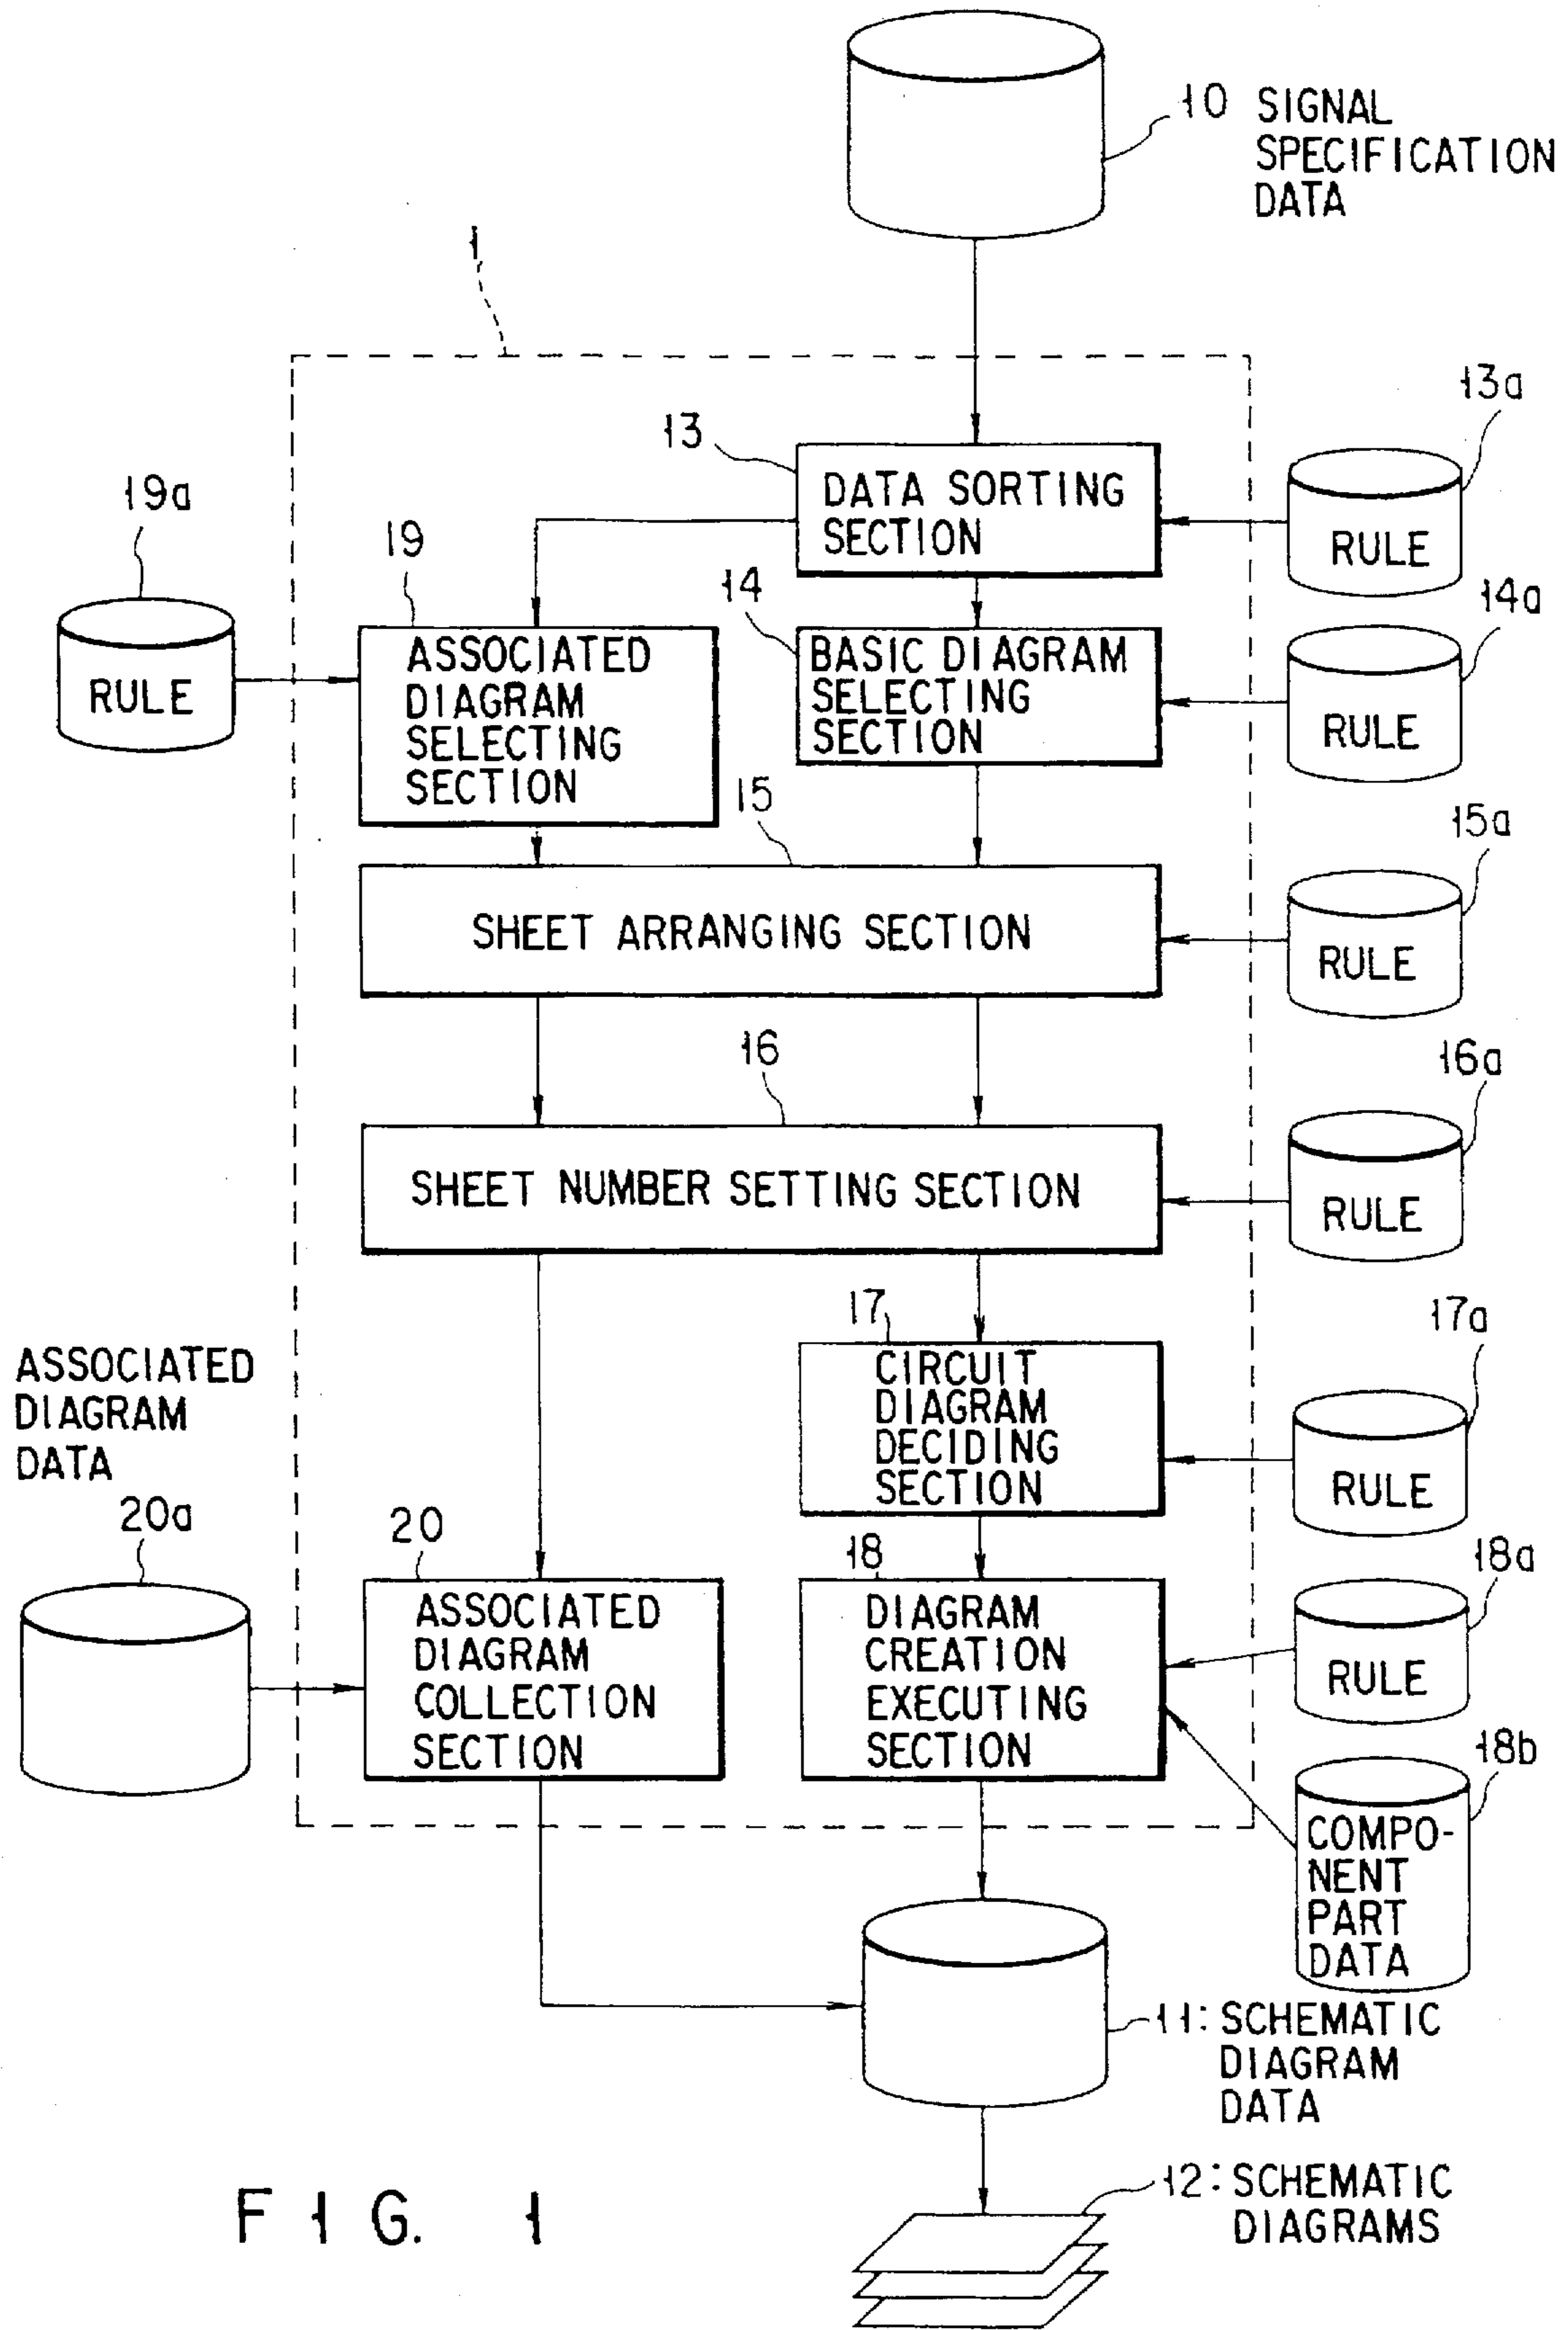 10 SIGNAL
SPECIFICATION
DATA
1
13a
13
DATA SORTING
SECTION
RULE
19a
19
14
14a
RULE
ASSOCIATED
DIAGRAM
SELECTING
SECTION
BASIC DIAGRAM
SELECTING
SECTION
RULE
15
15a
SHEET ARRANGING SECTION
RULE
16
16a
SHEET NUMBER SETTING SECTION
RULE
17
17a
ASSOCIATED
DIAGRAM
DATA
CIRCUIT
DIAGRAM
DECIDING
SECTION
RULE
20a
20
18
18a
ASSOCIATED
DIAGRAM
COLLECTION
SECTION
DIAGRAM
CREATION
EXECUTING
SECTION
RULE
18b
COMPO-
NENT
PART
DATA
11: SCHEMATIC
DIAGRAM
DATA
12: SCHEMATIC
DIAGRAMS
FIG. 1